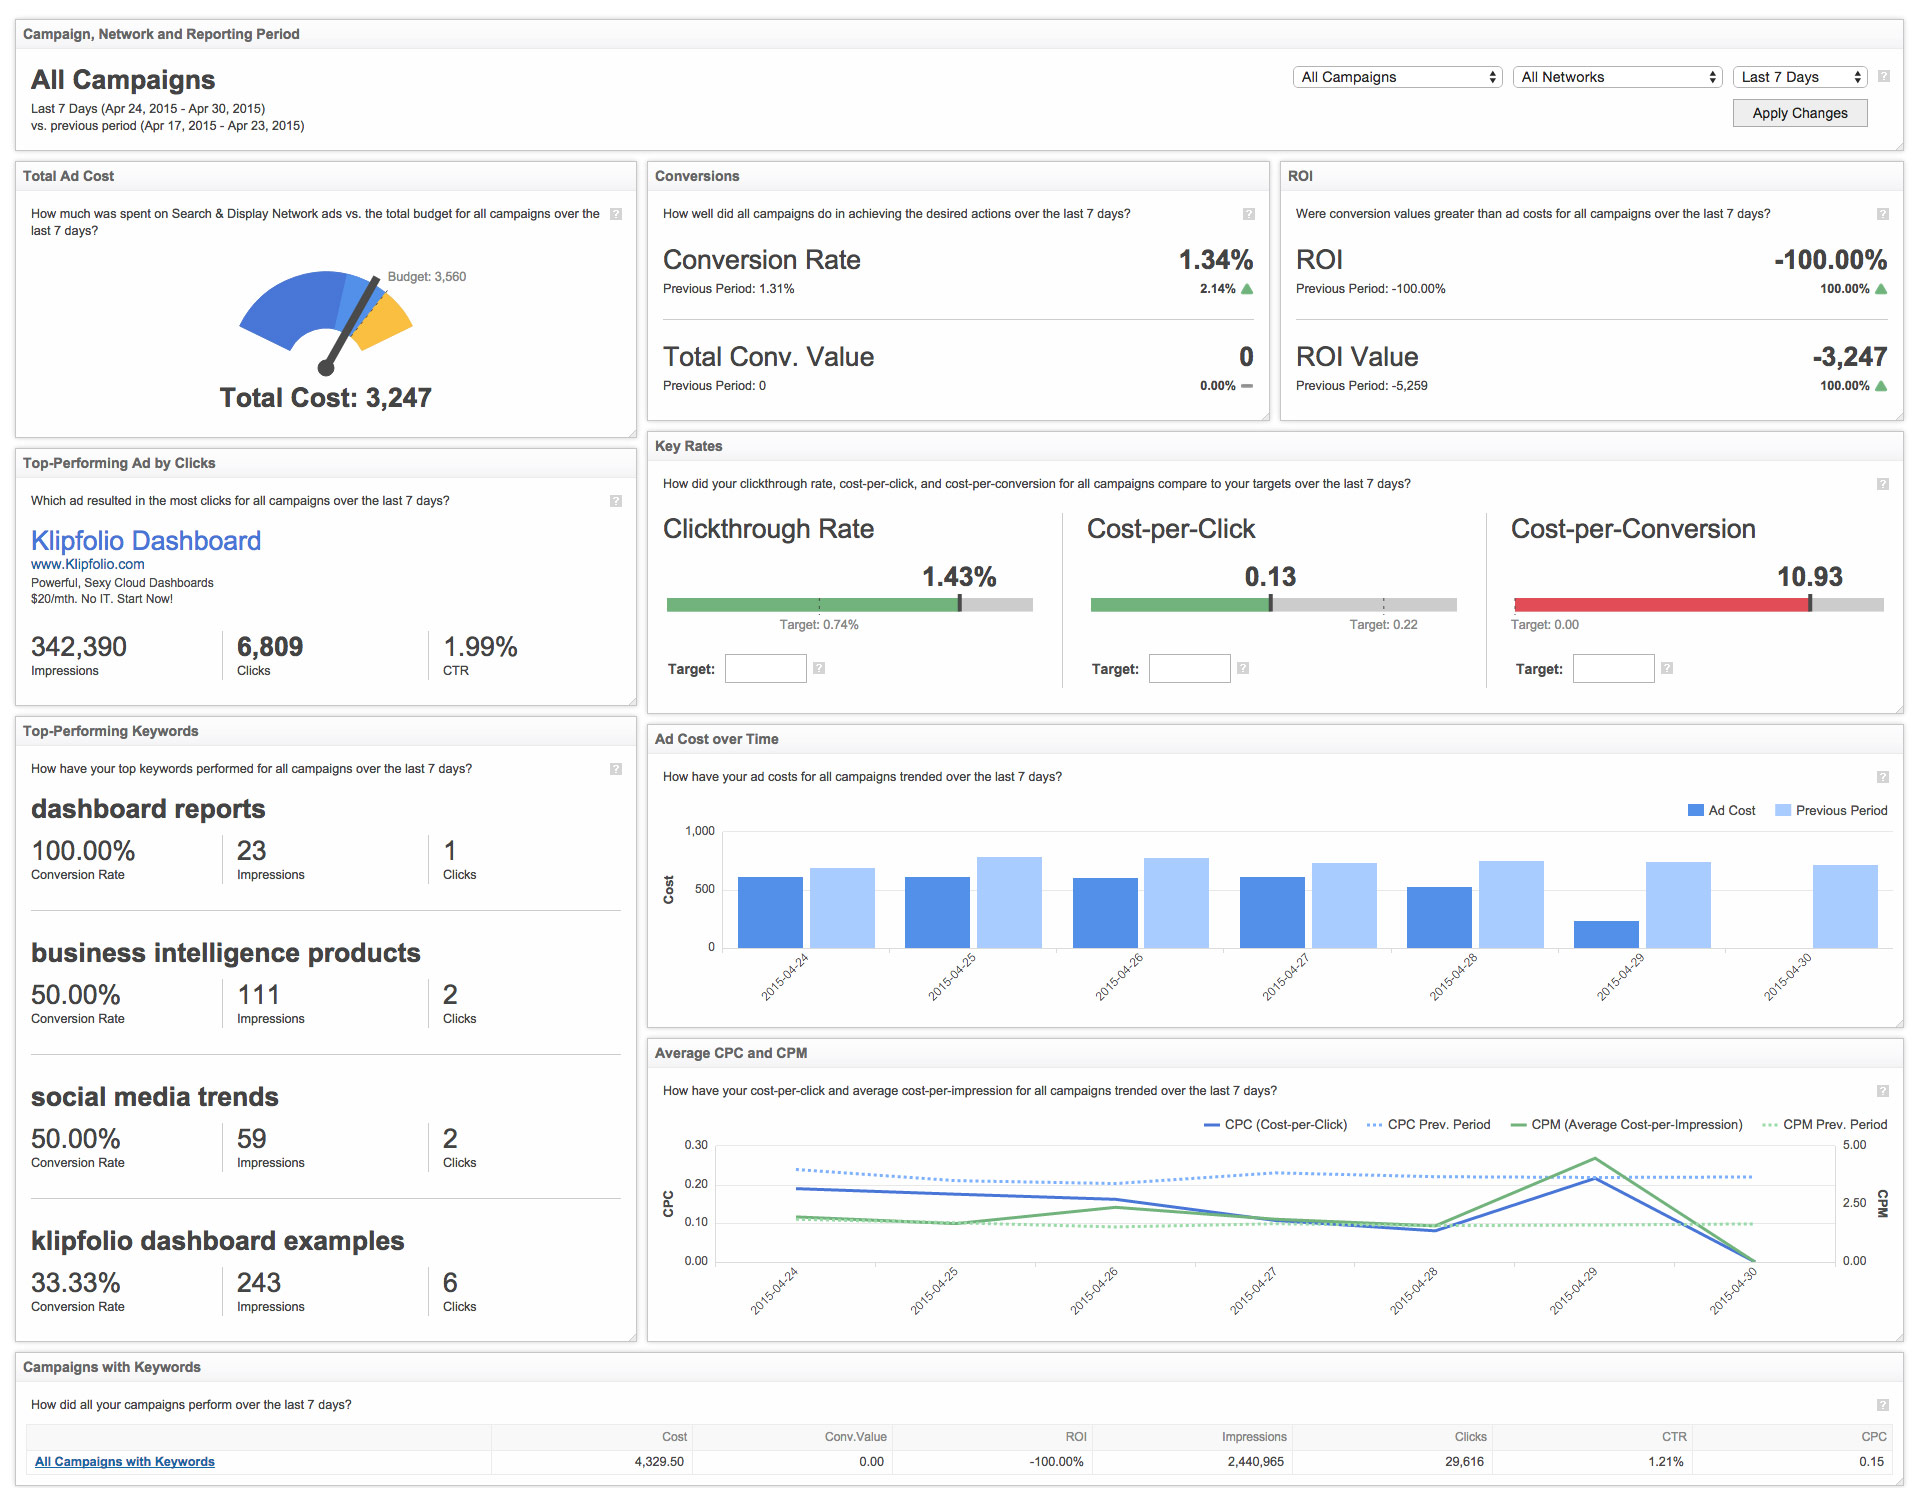 Campaign, Network and Reporting Period
All Campaigns
Last 7 Days (Apr 24, 2015 - Apr 30, 2015)
vs. previous period (Apr 17, 2015 - Apr 23, 2015)
All Campaigns
All Networks
Last 7 Days
?
Apply Changes
Total Ad Cost
How much was spent on Search & Display Network ads vs. the total budget for all campaigns over the
last 7 days?
?
Budget: 3,560
Total Cost: 3,247
Conversions
How well did all campaigns do in achieving the desired actions over the last 7 days?
?
Conversion Rate
1.34%
Previous Period: 1.31%
2.14%
Total Conv. Value
0
Previous Period: 0
0.00%
ROI
Were conversion values greater than ad costs for all campaigns over the last 7 days?
?
ROI
-100.00%
Previous Period: -100.00%
100.00%
ROI Value
-3,247
Previous Period: -5,259
100.00%
Top-Performing Ad by Clicks
Which ad resulted in the most clicks for all campaigns over the last 7 days?
?
Klipfolio Dashboard
www.Klipfolio.com
Powerful, Sexy Cloud Dashboards
$20/mth. No IT. Start Now!
342,390
Impressions
6,809
Clicks
1.99%
CTR
Key Rates
How did your clickthrough rate, cost-per-click, and cost-per-conversion for all campaigns compare to your targets over the last 7 days?
?
Clickthrough Rate
1.43%
Target: 0.74%
Target:
?
Cost-per-Click
0.13
Target: 0.22
Target:
?
Cost-per-Conversion
10.93
Target: 0.00
Target:
?
Top-Performing Keywords
How have your top keywords performed for all campaigns over the last 7 days?
?
dashboard reports
100.00%
Conversion Rate
23
Impressions
1
Clicks
business intelligence products
50.00%
Conversion Rate
111
Impressions
2
Clicks
social media trends
50.00%
Conversion Rate
59
Impressions
2
Clicks
klipfolio dashboard examples
33.33%
Conversion Rate
243
Impressions
6
Clicks
Ad Cost over Time
How have your ad costs for all campaigns trended over the last 7 days?
?
Ad Cost
Previous Period
1,000
500
0
Cost
2015-04-24
2015-04-25
2015-04-26
2015-04-27
2015-04-28
2015-04-29
2015-04-30
Average CPC and CPM
How have your cost-per-click and average cost-per-impression for all campaigns trended over the last 7 days?
?
CPC (Cost-per-Click)
CPC Prev. Period
CPM (Average Cost-per-Impression)
CPM Prev. Period
0.30
0.20
0.10
0.00
CPC
5.00
2.50
0.00
CPM
2015-04-24
2015-04-25
2015-04-26
2015-04-27
2015-04-28
2015-04-29
2015-04-30
Campaigns with Keywords
How did all your campaigns perform over the last 7 days?
?
Cost
Conv.Value
ROI
Impressions
Clicks
CTR
CPC
All Campaigns with Keywords
4,329.50
0.00
-100.00%
2,440,965
29,616
1.21%
0.15